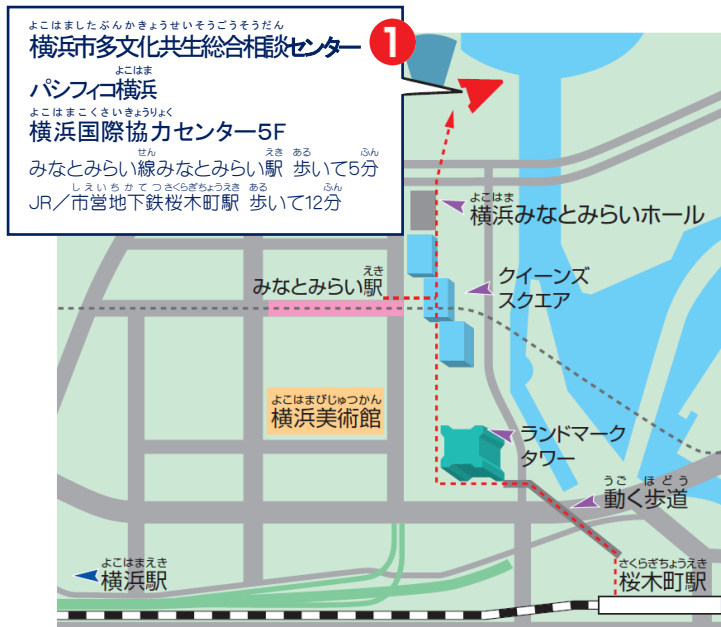 よこはましたぶんかきょうせいそうごうそうだん
横浜市多文化共生総合相談センター
1
よこはま
パシフィコ横浜
よこはまこくさいきょうりょく
横浜国際協力センター5F
せん えき ある ふん
みなとみらい線みなとみらい駅 歩いて5分
しえいちかてつさくらぎちょうえき ある ふん
JR／市営地下鉄桜木町駅 歩いて12分
よこはま
横浜みなとみらいホール
えき
みなとみらい駅
クイーンズ
スクエア
よこはまびじゅつかん
横浜美術館
ランドマーク
タワー
うご ほどう
動く歩道
よこはまえき
横浜駅
さくらぎちょうえき
桜木町駅